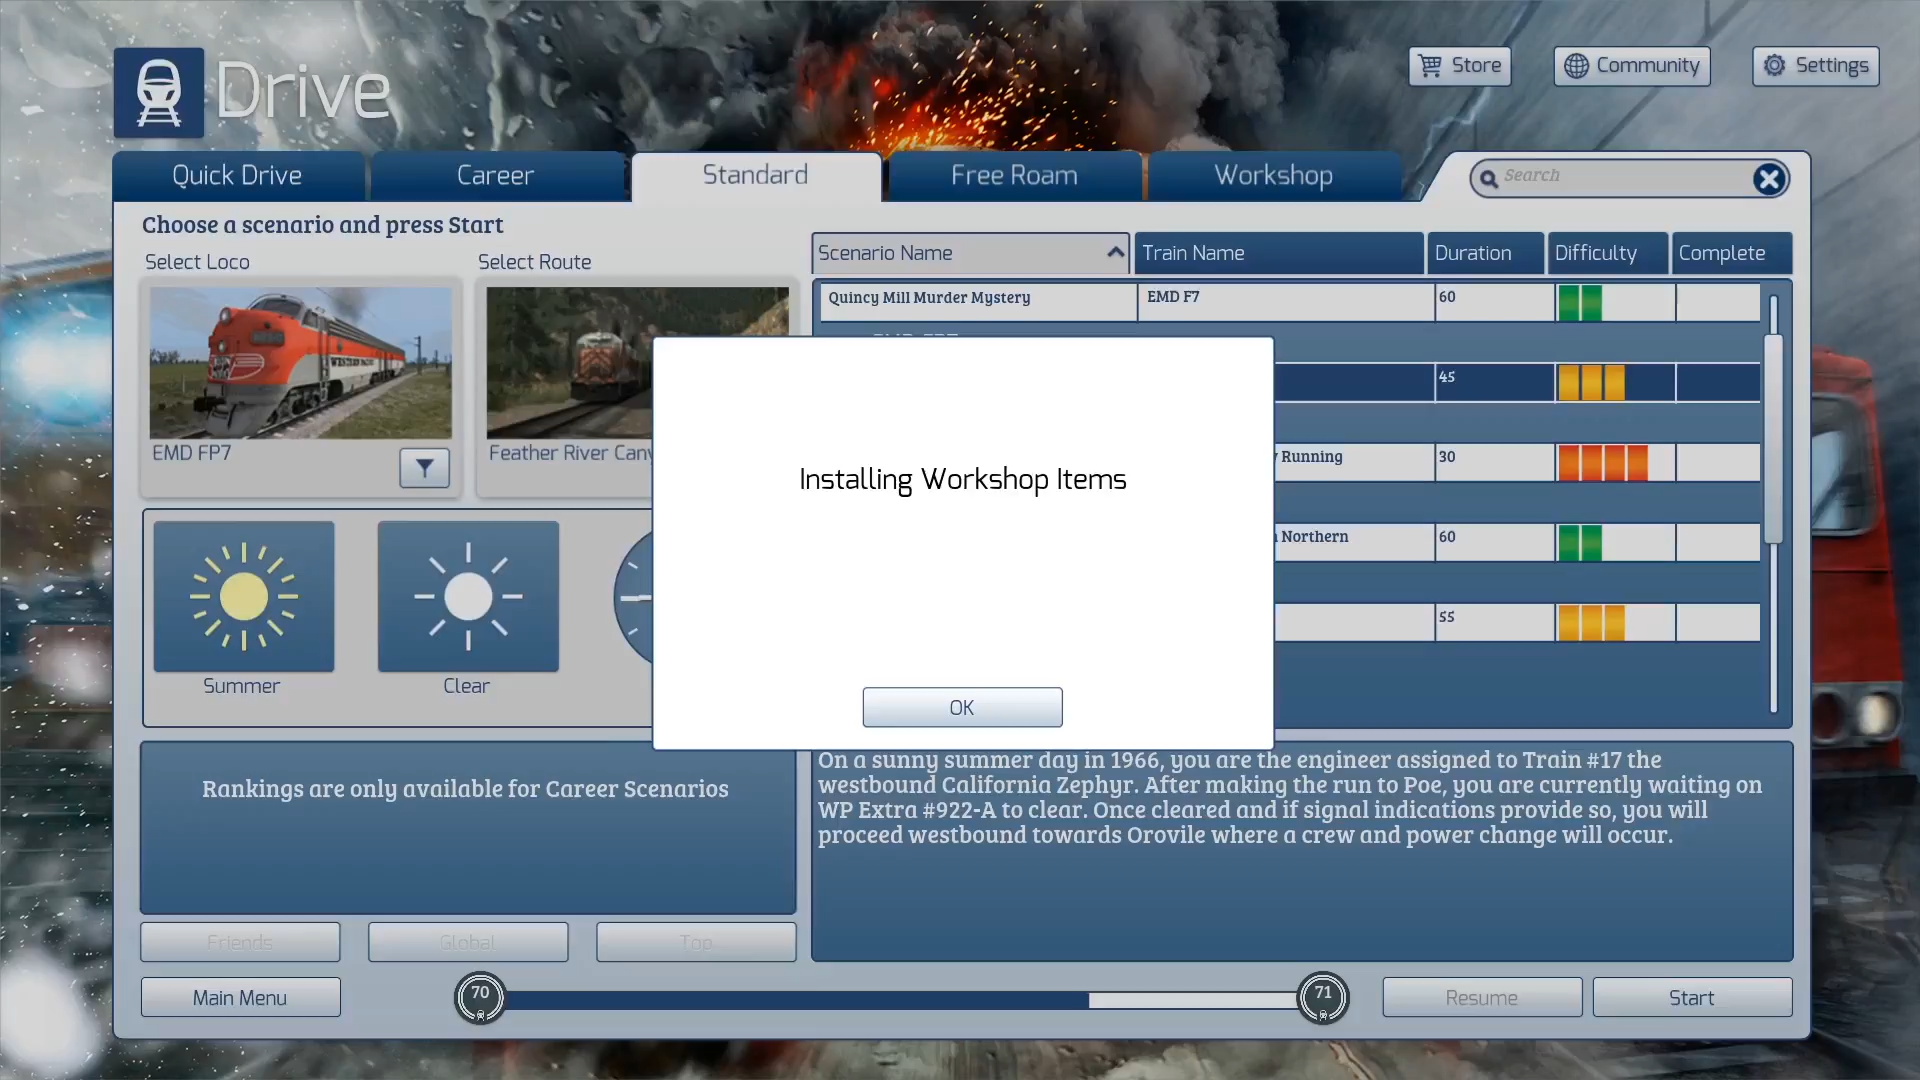 Drive
Store
Community
Settings
Quick Drive
Career
Standard
Free Roam
Workshop
Search
Choose a scenario and press Start
Select Loco
Select Route
Scenario Name
Train Name
Duration
Difficulty
Complete
Quincy Mill Murder Mystery
EMD F7
60
45
Running
30
Northern
60
55
WESTERN PACIFIC
EMD FP7
Feather River
Installing Workshop Items
OK
Summer
Clear
Rankings are only available for Career Scenarios
On a sunny summer day in 1966, you are the engineer assigned to Train #17 the
westbound California Zephyr. After making the run to Poe, you are currently waiting on
WP Extra #922-A to clear. Once cleared and if signal indications provide so, you will
proceed westbound towards Orovile where a crew and power change will occur.
Friends
Global
Top
Main Menu
70
71
Resume
Start